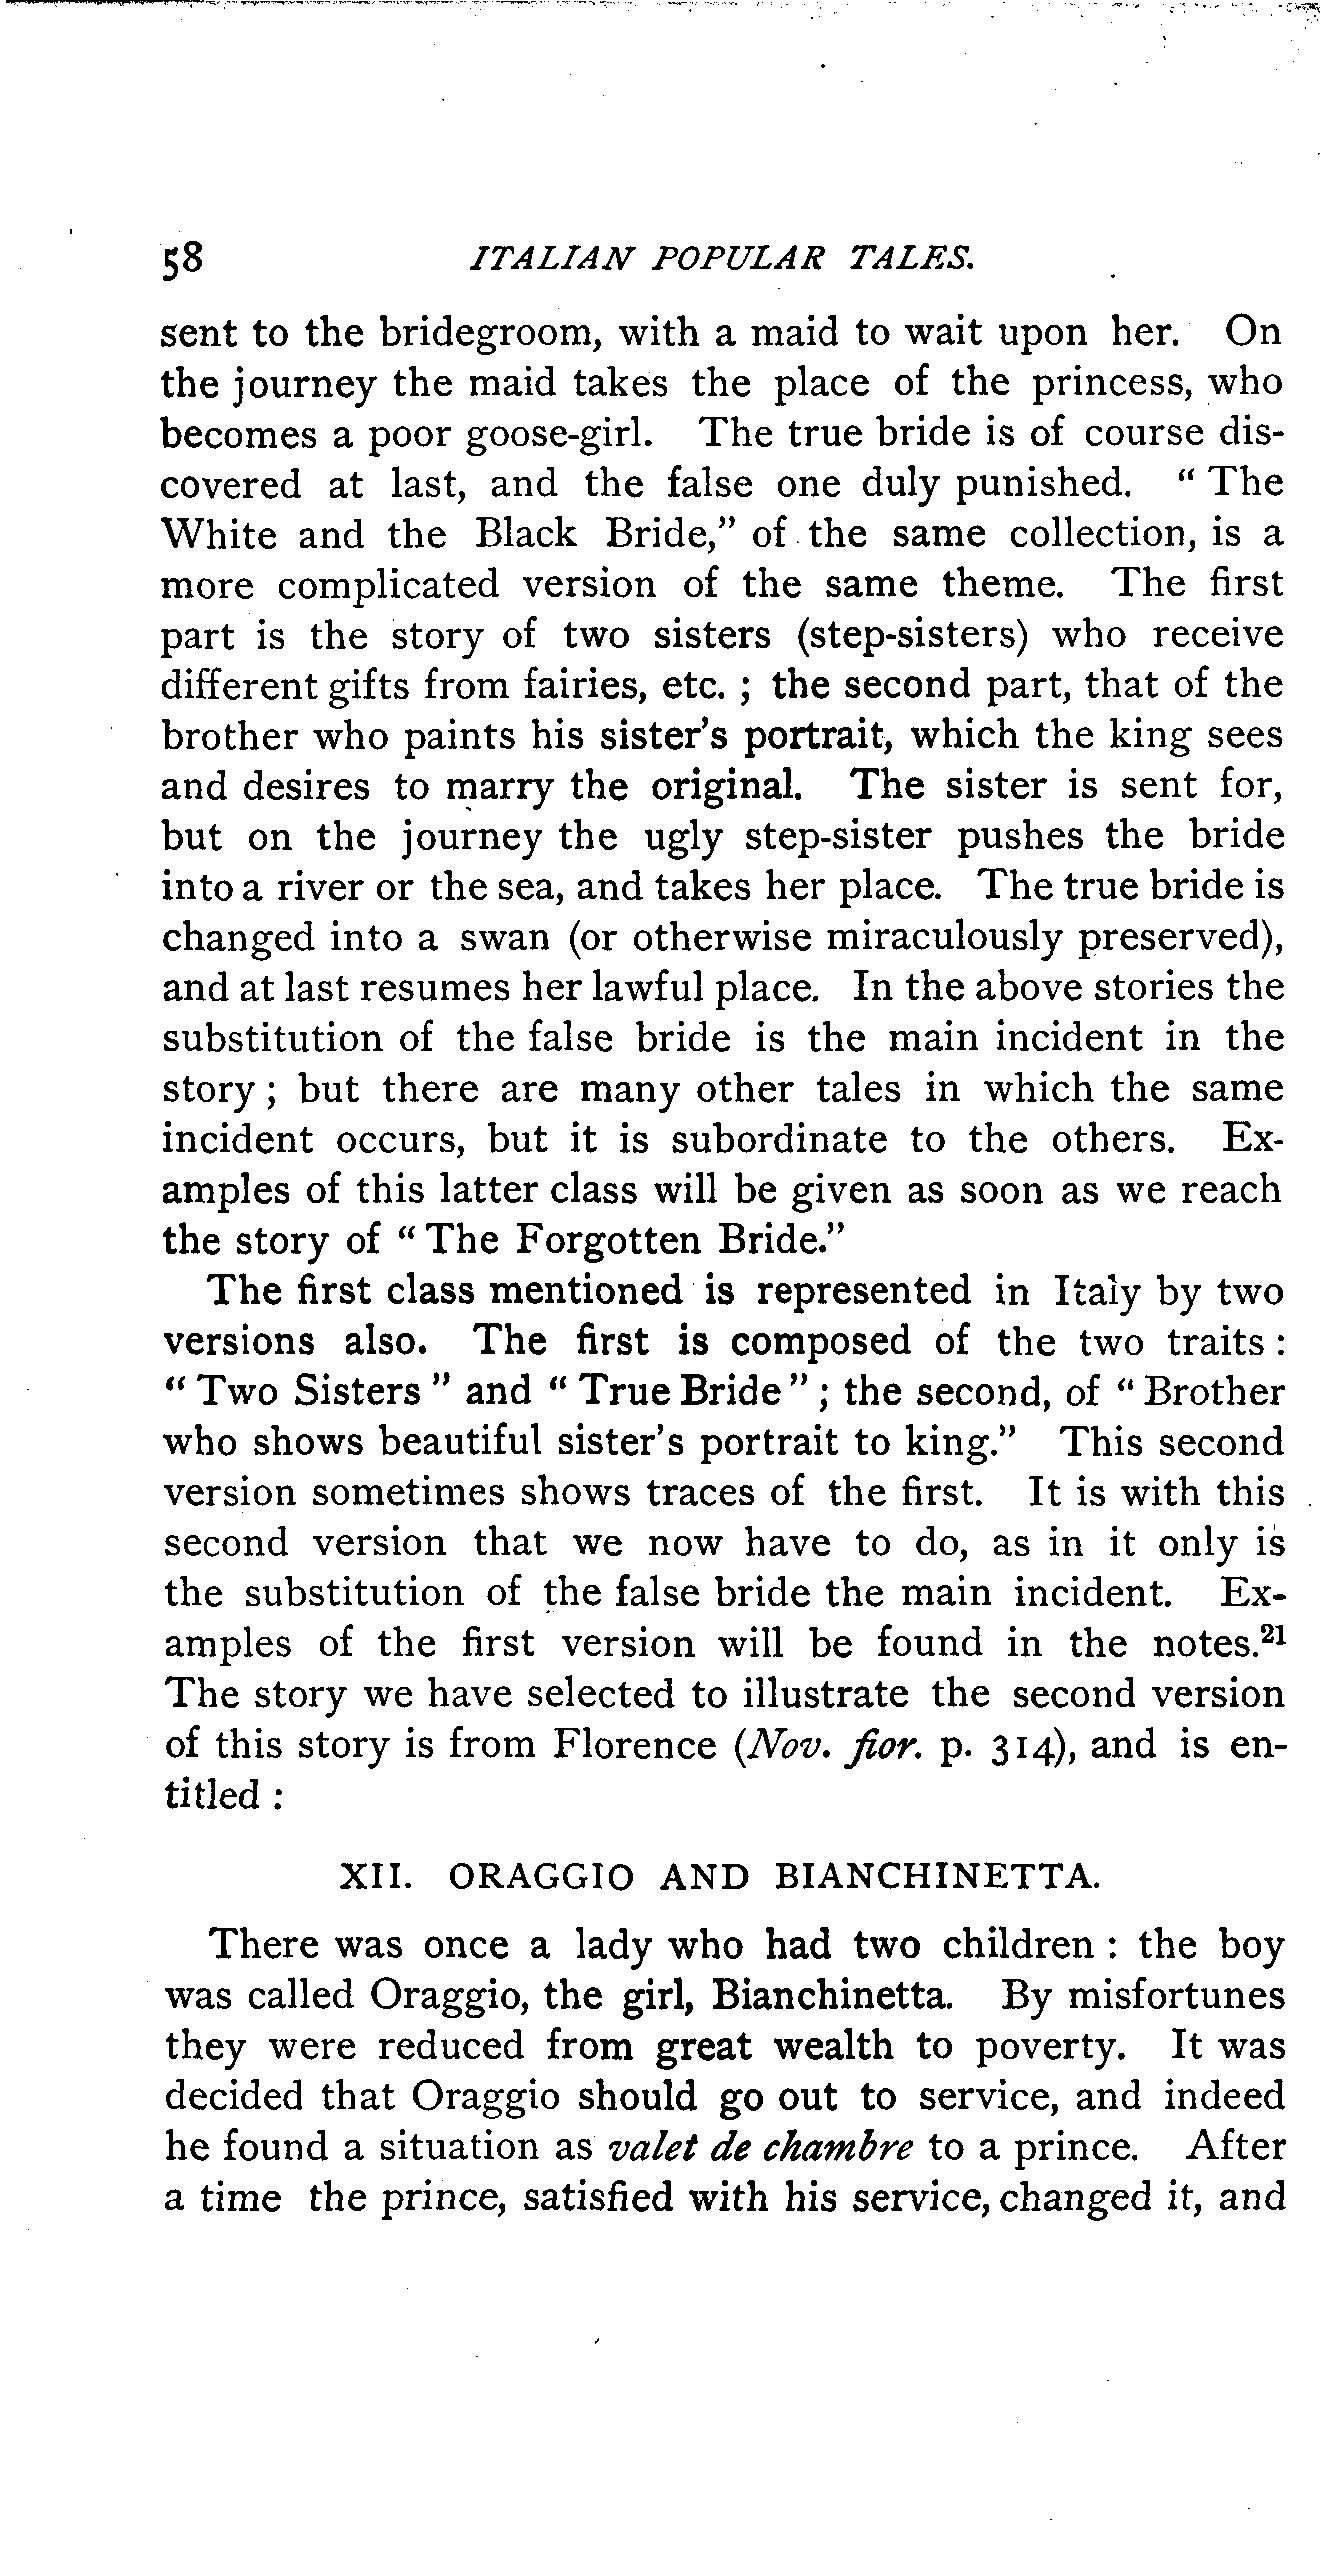 58 ITALIAN POPULAR TALES.
sent to the bridegroom, with a maid to wait upon her. On
the journey the maid takes the place of the princess, who
becomes a poor goose-girl. The true bride is of course dis-
covered at last, and the false one duly punished. “ The
White and the Black Bride,” of the same collection, is a
more complicated version of the same theme. The first
part is the story of two sisters (step-sisters) who receive
different gifts from fairies, etc. ; the second part, that of the
brother who paints his sister’s portrait, which the king sees
and desires to marry the original. The sister is sent for,
but on the journey the ugly step-sister pushes the bride
into a river or the sea, and takes her place. The true bride is
changed into a swan (or otherwise miraculously preserved),
and at last resumes her lawful place. In the above stories the
substitution of the false bride is the main incident in the
story ; but there are many other tales in which the same
incident occurs, but it is subordinate to the others. Ex-
amples of this latter class will be given as soon as we reach
the story of “ The Forgotten Bride.”
The first class mentioned is represented in Italy by two
versions also. The first is composed of the two traits :
“ Two Sisters ” and “ True Bride ” ; the second, of “ Brother
who shows beautiful sister’s portrait to king.” This second
version sometimes shows traces of the first. It is with this
second version that we now have to do, as in it only is
the substitution of the false bride the main incident. Ex-
amples of the first version will be found in the notes.²¹
The story we have selected to illustrate the second version
of this story is from Florence (Nov. fior. p. 314), and is en-
titled :
XII. ORAGGIO AND BIANCHINETTA.
There was once a lady who had two children : the boy
was called Oraggio, the girl, Bianchinetta. By misfortunes
they were reduced from great wealth to poverty. It was
decided that Oraggio should go out to service, and indeed
he found a situation as valet de chambre to a prince. After
a time the prince, satisfied with his service, changed it, and